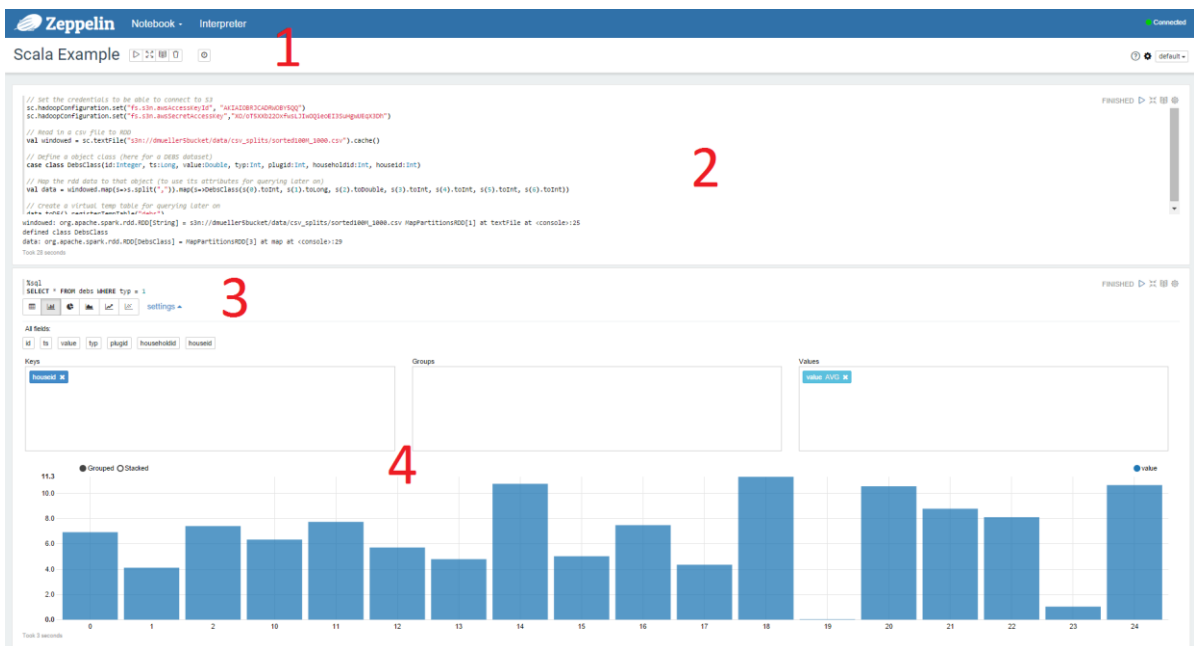 Zeppelin Notebook Interpreter Connected
1
Scala Example default
// Set the credentials to be able to connect to S3
FINISHED
sc.hadoopConfiguration.set("fs.s3n.awsAccessKeyId", "")
sc.hadoopConfiguration.set("fs.s3n.awsSecretAccessKey","")
// Read in a csv file to RDD
val windowed = sc.textFile("s3n://dmueller5bucket/data/csv_splits/sorted100M_1000.csv").cache()
2
// Define a object class (here for a DEBS dataset)
case class DebsClass(id:Integer, ts:Long, value:Double, typ:Int, plugid:Int, householdid:Int, houseid:Int)
// Map the rdd data to that object (to use its attributes for querying later on)
val data = windowed.map(s=>s.split(",")).map(s=>DebsClass(s(0).toInt, s(1).toLong, s(2).toDouble, s(3).toInt, s(4).toInt, s(5).toInt, s(6).toInt))
// Create a virtual temp table for querying later on
data.toDF().registerTempTable("debs")
windowed: org.apache.spark.rdd.RDD[String] = s3n://dmueller5bucket/data/csv_splits/sorted100M_1000.csv MapPartitionsRDD[1] at textFile at <console>:25
defined class DebsClass
data: org.apache.spark.rdd.RDD[DebsClass] = MapPartitionsRDD[3] at map at <console>:29
Took 28 seconds
%sql
FINISHED
SELECT * FROM debs WHERE typ = 1
3
settings
All fields:
id ts value typ plugid householdid houseid
Keys Groups Values
houseid value AVG
4
Grouped Stacked value
11.3
10.0
8.0
6.0
4.0
2.0
0.0
0 1 2 10 11 12 13 14 15 16 17 18 19 20 21 22 23 24
Took 3 seconds